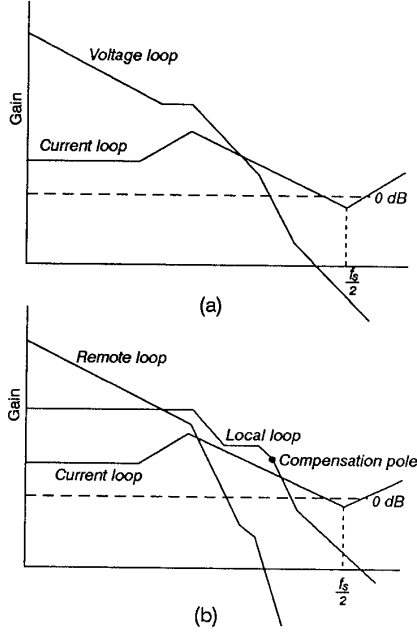 Voltage loop
Gain
Current loop
0 dB
fs
2
(a)
Remote loop
Gain
Local loop
Compensation pole
Current loop
0 dB
fs
2
(b)